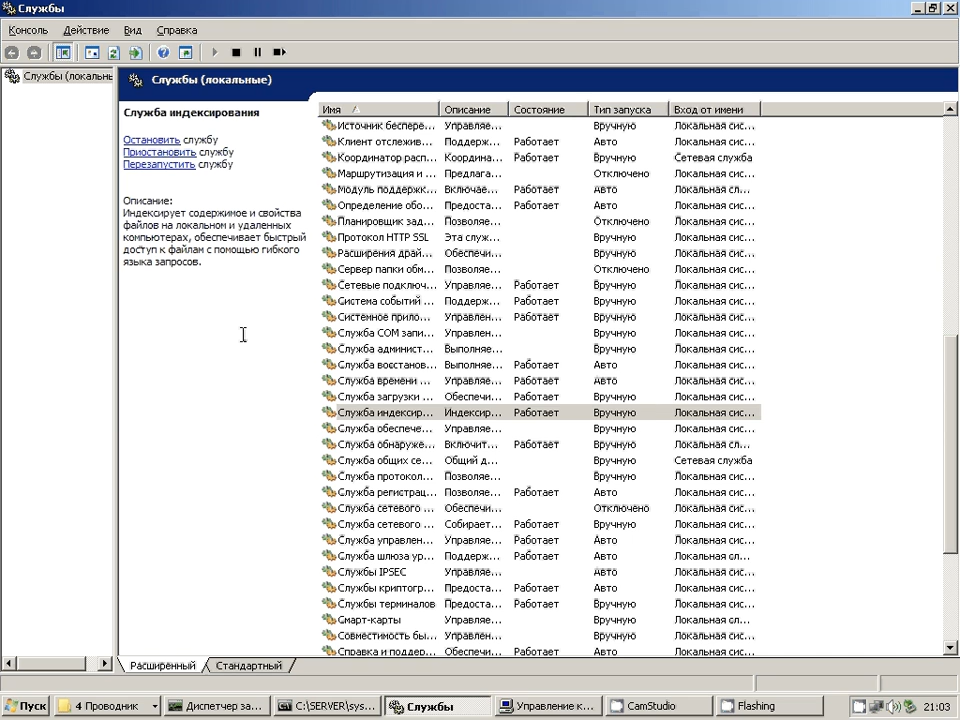 Службы
Консоль Действие Вид Справка
Службы (локальн
Службы (локальные)
Служба индексирования
Остановить службу
Приостановить службу
Перезапустить службу
Описание:
Индексирует содержимое и свойства
файлов на локальном и удаленных
компьютерах, обеспечивает быстрый
доступ к файлам с помощью гибкого
языка запросов.
Имя Описание Состояние Тип запуска Вход от имени
Источник беспере... Управляе... Вручную Локальная сис...
Клиент отслежив... Поддерж... Работает Авто Локальная сис...
Координатор расп... Координа... Работает Вручную Сетевая служба
Маршрутизация и ... Предлага... Отключено Локальная сис...
Модуль поддержк... Включае... Работает Авто Локальная сл...
Определение обо... Предоста... Работает Авто Локальная сис...
Планировщик зад... Позволяе... Отключено Локальная сис...
Протокол HTTP SSL Эта служ... Вручную Локальная сис...
Расширения драй... Обеспечи... Вручную Локальная сис...
Сервер папки обм... Позволяе... Отключено Локальная сис...
Сетевые подключ... Управляе... Работает Вручную Локальная сис...
Система событий ... Поддерж... Работает Вручную Локальная сис...
Системное прило... Управлен... Работает Вручную Локальная сис...
Служба COM запи... Управлен... Вручную Локальная сис...
Служба админист... Выполняе... Вручную Локальная сис...
Служба восстанов... Выполняе... Работает Авто Локальная сис...
Служба времени ... Управляе... Работает Авто Локальная сис...
Служба загрузки ... Обеспечи... Работает Вручную Локальная сис...
Служба индексир... Индексир... Работает Вручную Локальная сис...
Служба обеспече... Управляе... Вручную Локальная сис...
Служба обнаруже... Включит... Работает Вручную Локальная сл...
Служба общих се... Общий д... Вручную Сетевая служба
Служба протокол... Позволяе... Вручную Локальная сис...
Служба регистрац... Позволяе... Работает Авто Локальная сис...
Служба сетевого ... Обеспечи... Отключено Локальная сис...
Служба сетевого ... Собирает... Работает Вручную Локальная сис...
Служба управлен... Управляе... Работает Авто Локальная сис...
Служба шлюза ур... Поддерж... Работает Авто Локальная сл...
Службы IPSEC Управляе... Авто Локальная сис...
Службы криптогр... Предоста... Работает Авто Локальная сис...
Службы терминалов Предоста... Работает Вручную Локальная сис...
Смарт-карты Управляе... Вручную Локальная сл...
Совместимость бы... Управлен... Вручную Локальная сис...
Справка и поддер... Обеспечи... Работает Авто Локальная сис...
Расширенный Стандартный
Пуск 4 Проводник Диспетчер за... C:\SERVER\sys... Службы Управление к... CamStudio Flashing 21:03